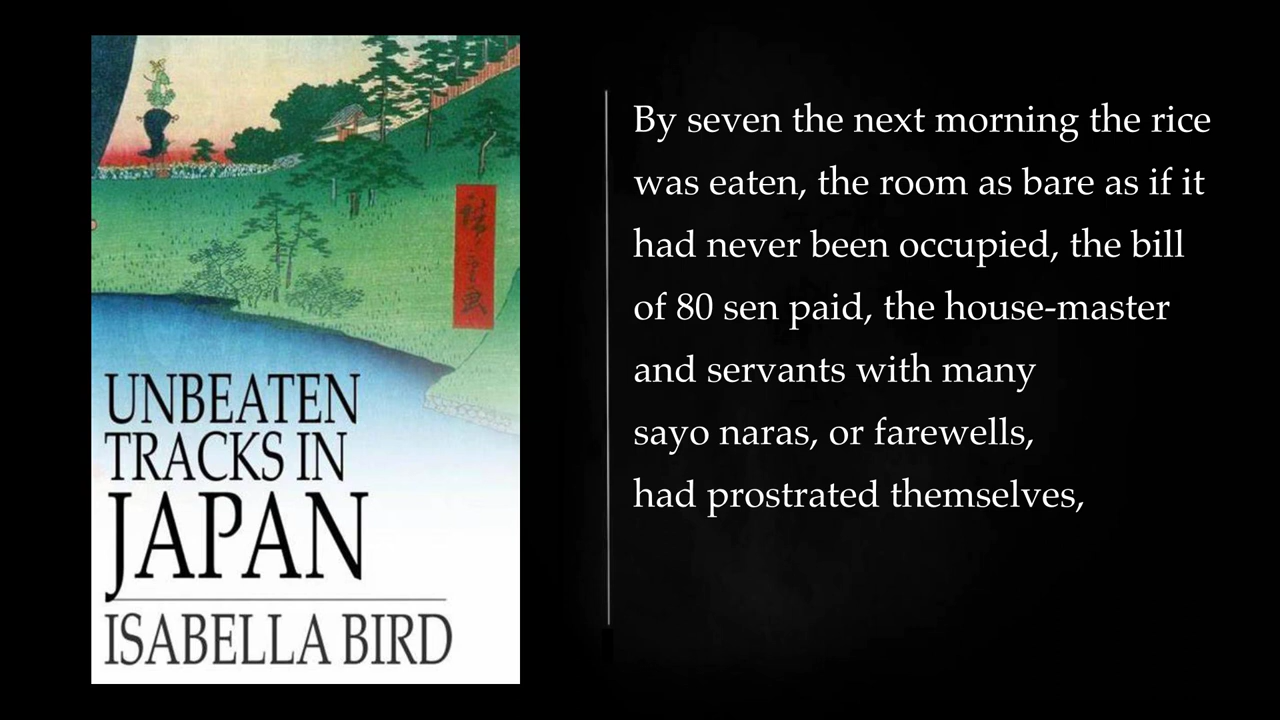 UNBEATEN
TRACKS IN
JAPAN
ISABELLA BIRD
By seven the next morning the rice
was eaten, the room as bare as if it
had never been occupied, the bill
of 80 sen paid, the house-master
and servants with many
sayo naras, or farewells,
had prostrated themselves,